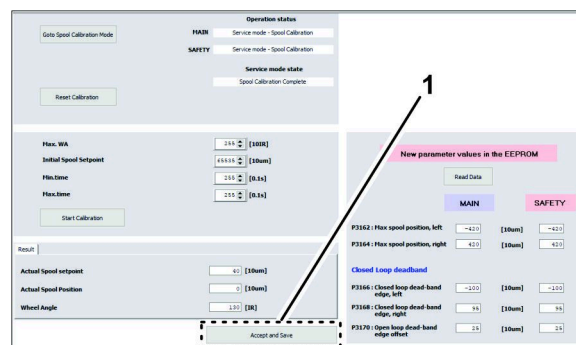 Operation status
Goto Spool Calibration Mode
MAIN Service mode - Spool Calibration
SAFETY Service mode - Spool Calibration
Service mode state
Spool Calibration Complete
Reset Calibration
1
Max. WA 255 [10IR]
Initial Spool Setpoint 65535 [10um]
Min.time 255 [0.1s]
Max.time 255 [0.1s]
Start Calibration
New parameter values in the EEPROM
Read Data
MAIN SAFETY
P3162 : Max spool position, left -420 [10um] -420
P3164 : Max spool position, right 420 [10um] 420
Closed Loop deadband
P3166 : Closed loop dead-band edge, left -100 [10um] -100
P3168 : Closed loop dead-band edge, right 95 [10um] 95
P3170 : Open loop dead-band edge offset 25 [10um] 25
Result
Actual Spool setpoint 40 [10um]
Actual Spool Position 0 [10um]
Wheel Angle 130 [IR]
Accept and Save